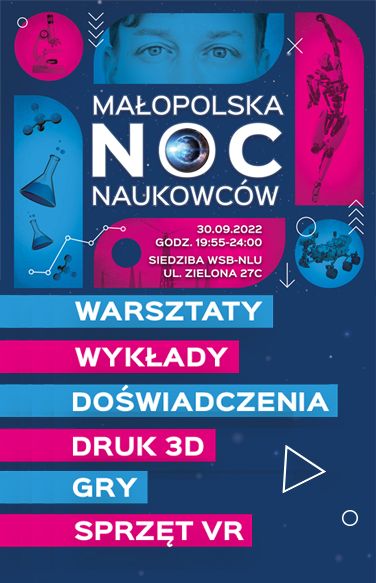 MAŁOPOLSKA
NOC
NAUKOWCÓW
30.09.2022
GODZ. 19:55-24:00
SIEDZIBA WSB-NLU
UL. ZIELONA 27C
WARSZTATY
WYKŁADY
DOŚWIADCZENIA
DRUK 3D
GRY
SPRZĘT VR